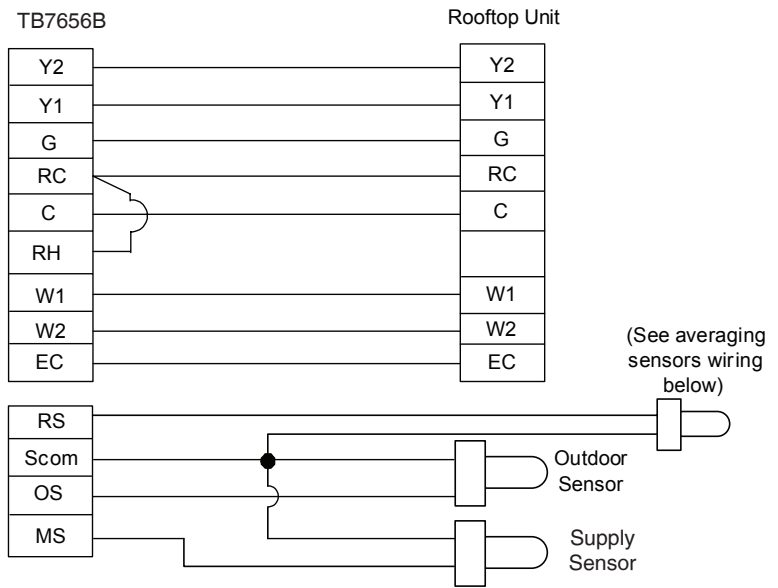 TB7656B
Rooftop Unit
Y2
Y2
Y1
Y1
G
G
RC
RC
C
C
RH
W1
W1
W2
W2
EC
EC
(See averaging
sensors wiring
below)
RS
Scom
Outdoor
Sensor
OS
MS
Supply
Sensor